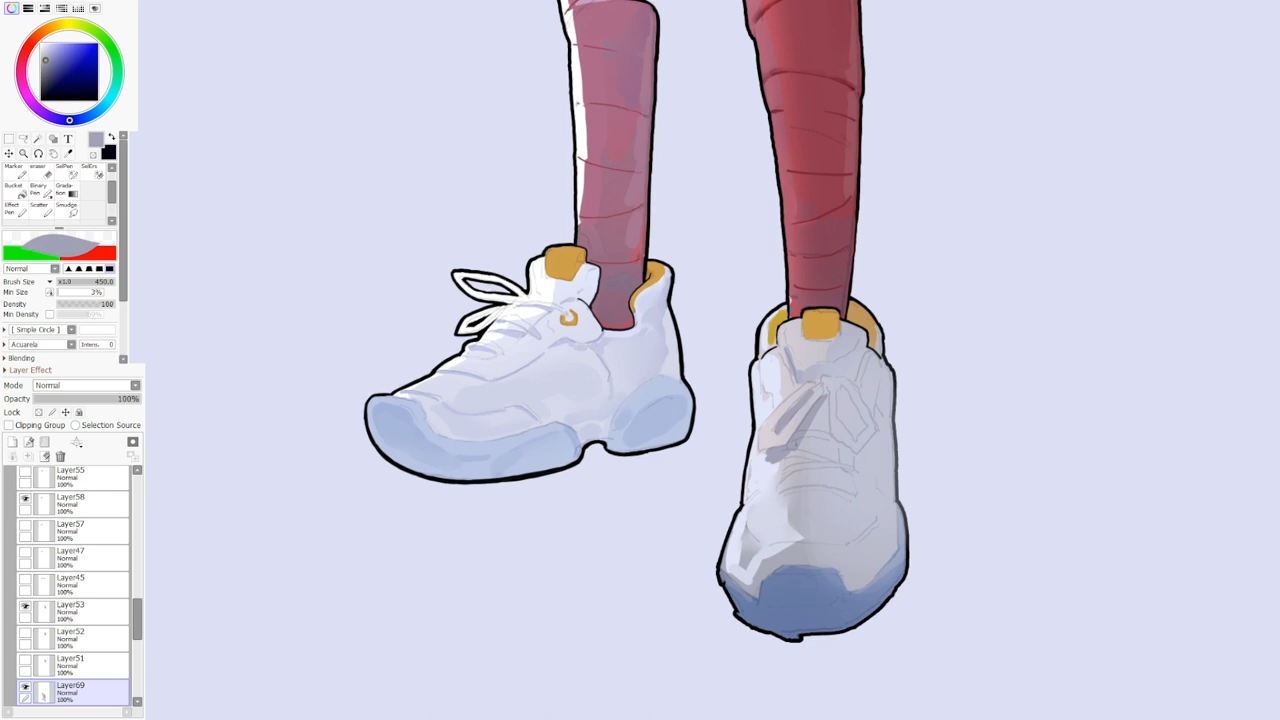 T
Marker eraser SelPen SelErs
Bucket Binary Pen Grada-tion
Effect Pen Scatter Smudge
Normal
Brush Size x1.0 450.0
Min Size 3%
Density 100
Min Density
[ Simple Circle ]
Acuarela Intens. 0
Blending
Layer Effect
Mode Normal
Opacity 100%
Lock
Clipping Group Selection Source
Layer55
Normal
100%
Layer58
Normal
100%
Layer57
Normal
100%
Layer47
Normal
100%
Layer45
Normal
100%
Layer53
Normal
100%
Layer52
Normal
100%
Layer51
Normal
100%
Layer69
Normal
100%